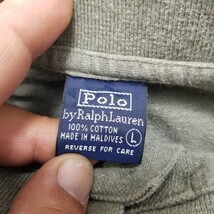 Polo
by Ralph Lauren
100% COTTON
MADE IN MALDIVES
L
REVERSE FOR CARE